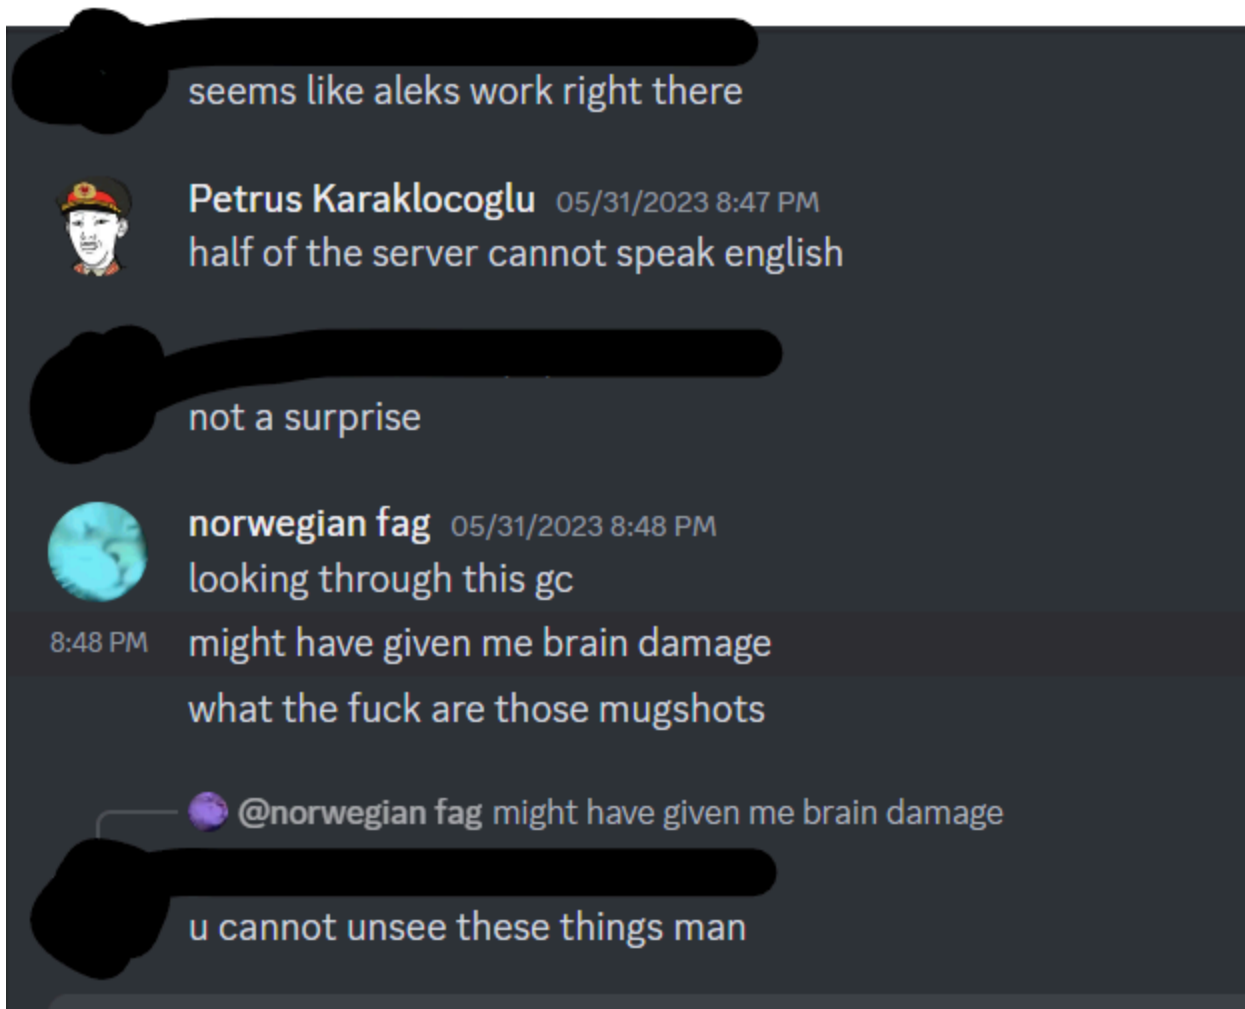 seems like aleks work right there
Petrus Karaklocoglu 05/31/2023 8:47 PM
half of the server cannot speak english
not a surprise
norwegian fag 05/31/2023 8:48 PM
looking through this gc
8:48 PM might have given me brain damage
what the fuck are those mugshots
@norwegian fag might have given me brain damage
u cannot unsee these things man